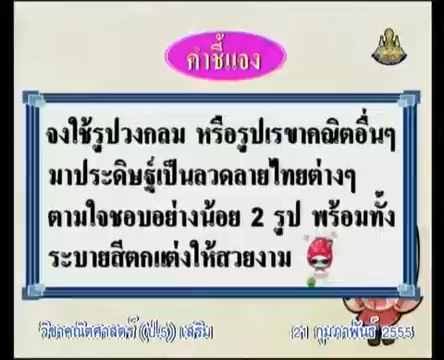 คำชี้แจง
จงใช้รูปวงกลม หรือรูปเรขาคณิตอื่นๆ
มาประดิษฐ์เป็นลวดลายไทยต่างๆ
ตามใจชอบอย่างน้อย 2 รูป พร้อมทั้ง
ระบายสีตกแต่งให้สวยงาม
วิชาคณิตศาสตร์ (ป.5) เสริม
21 กุมภาพันธ์ 2555